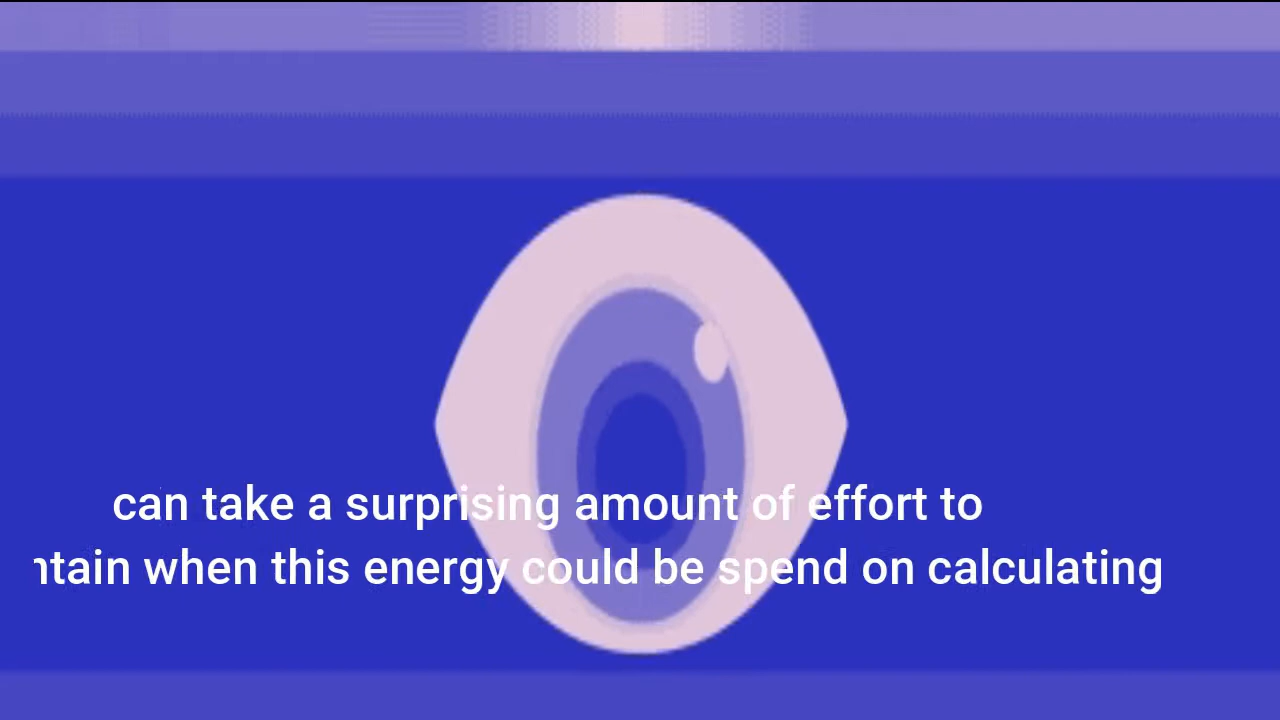 can take a surprising amount of effort to
ntain when this energy could be spend on calculating